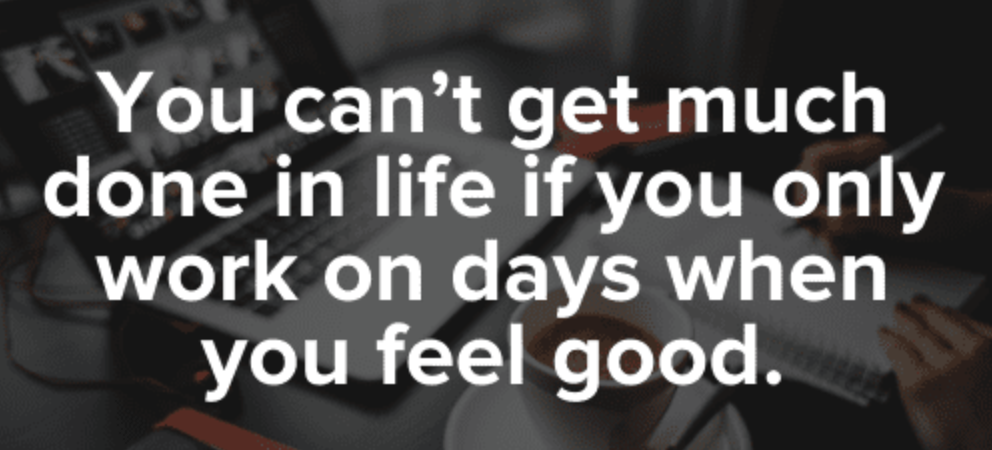 You can’t get much
done in life if you only
work on days when
you feel good.